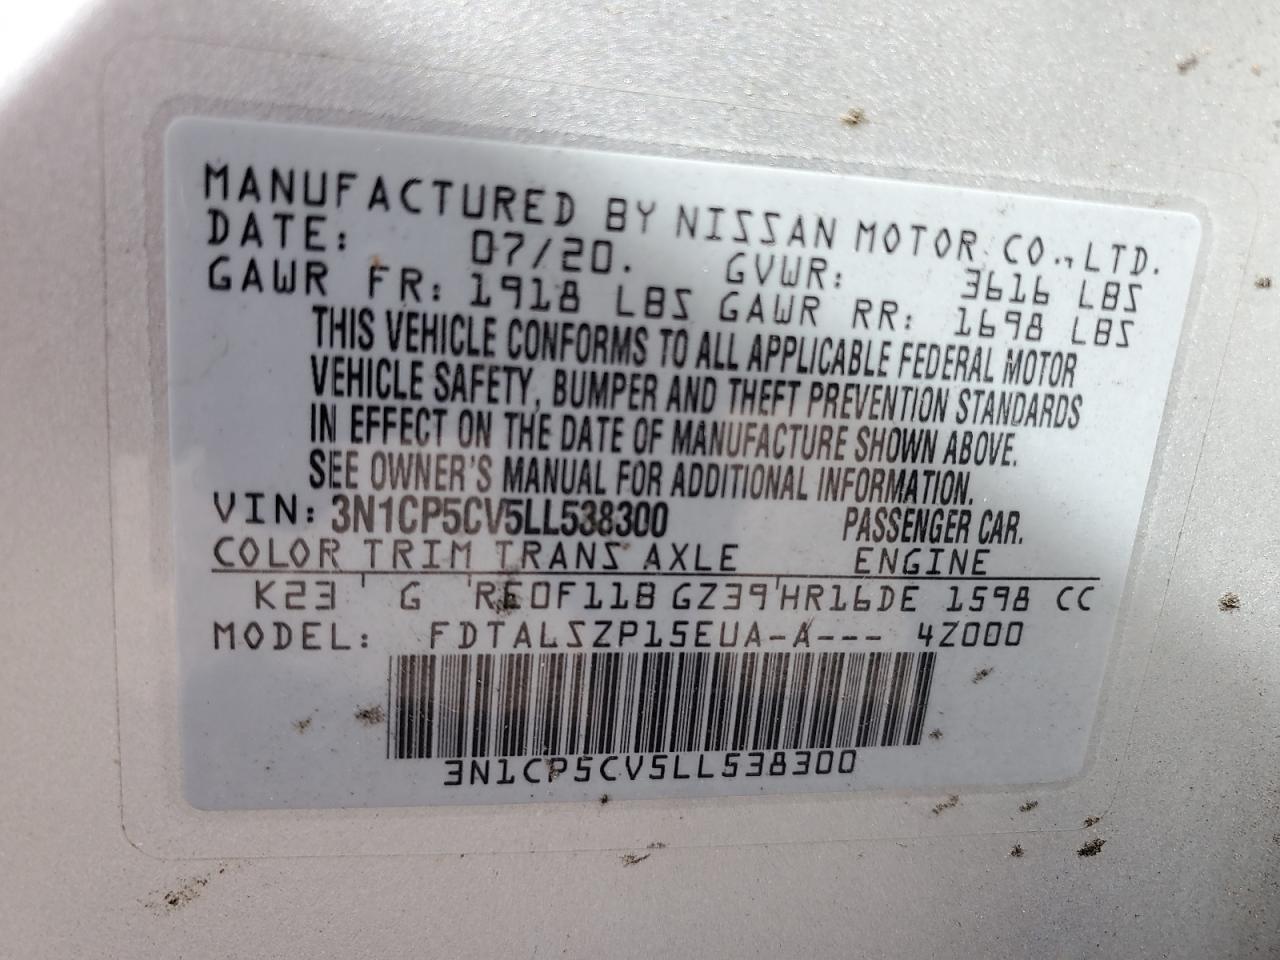 MANUFACTURED BY NISSAN MOTOR CO.,LTD.
DATE: 07/20. GVWR: 3616 LBS
GAWR FR: 1918 LBS GAWR RR: 1698 LBS
THIS VEHICLE CONFORMS TO ALL APPLICABLE FEDERAL MOTOR
VEHICLE SAFETY, BUMPER AND THEFT PREVENTION STANDARDS
IN EFFECT ON THE DATE OF MANUFACTURE SHOWN ABOVE.
SEE OWNER'S MANUAL FOR ADDITIONAL INFORMATION.
VIN: 3N1CP5CV5LL538300 PASSENGER CAR.
COLOR TRIM TRANS AXLE ENGINE
K23 G RE0F11B GZ39 HR16DE 1598 CC
MODEL: FDTALSZP15EUA-A--- 4Z000
3N1CP5CV5LL538300